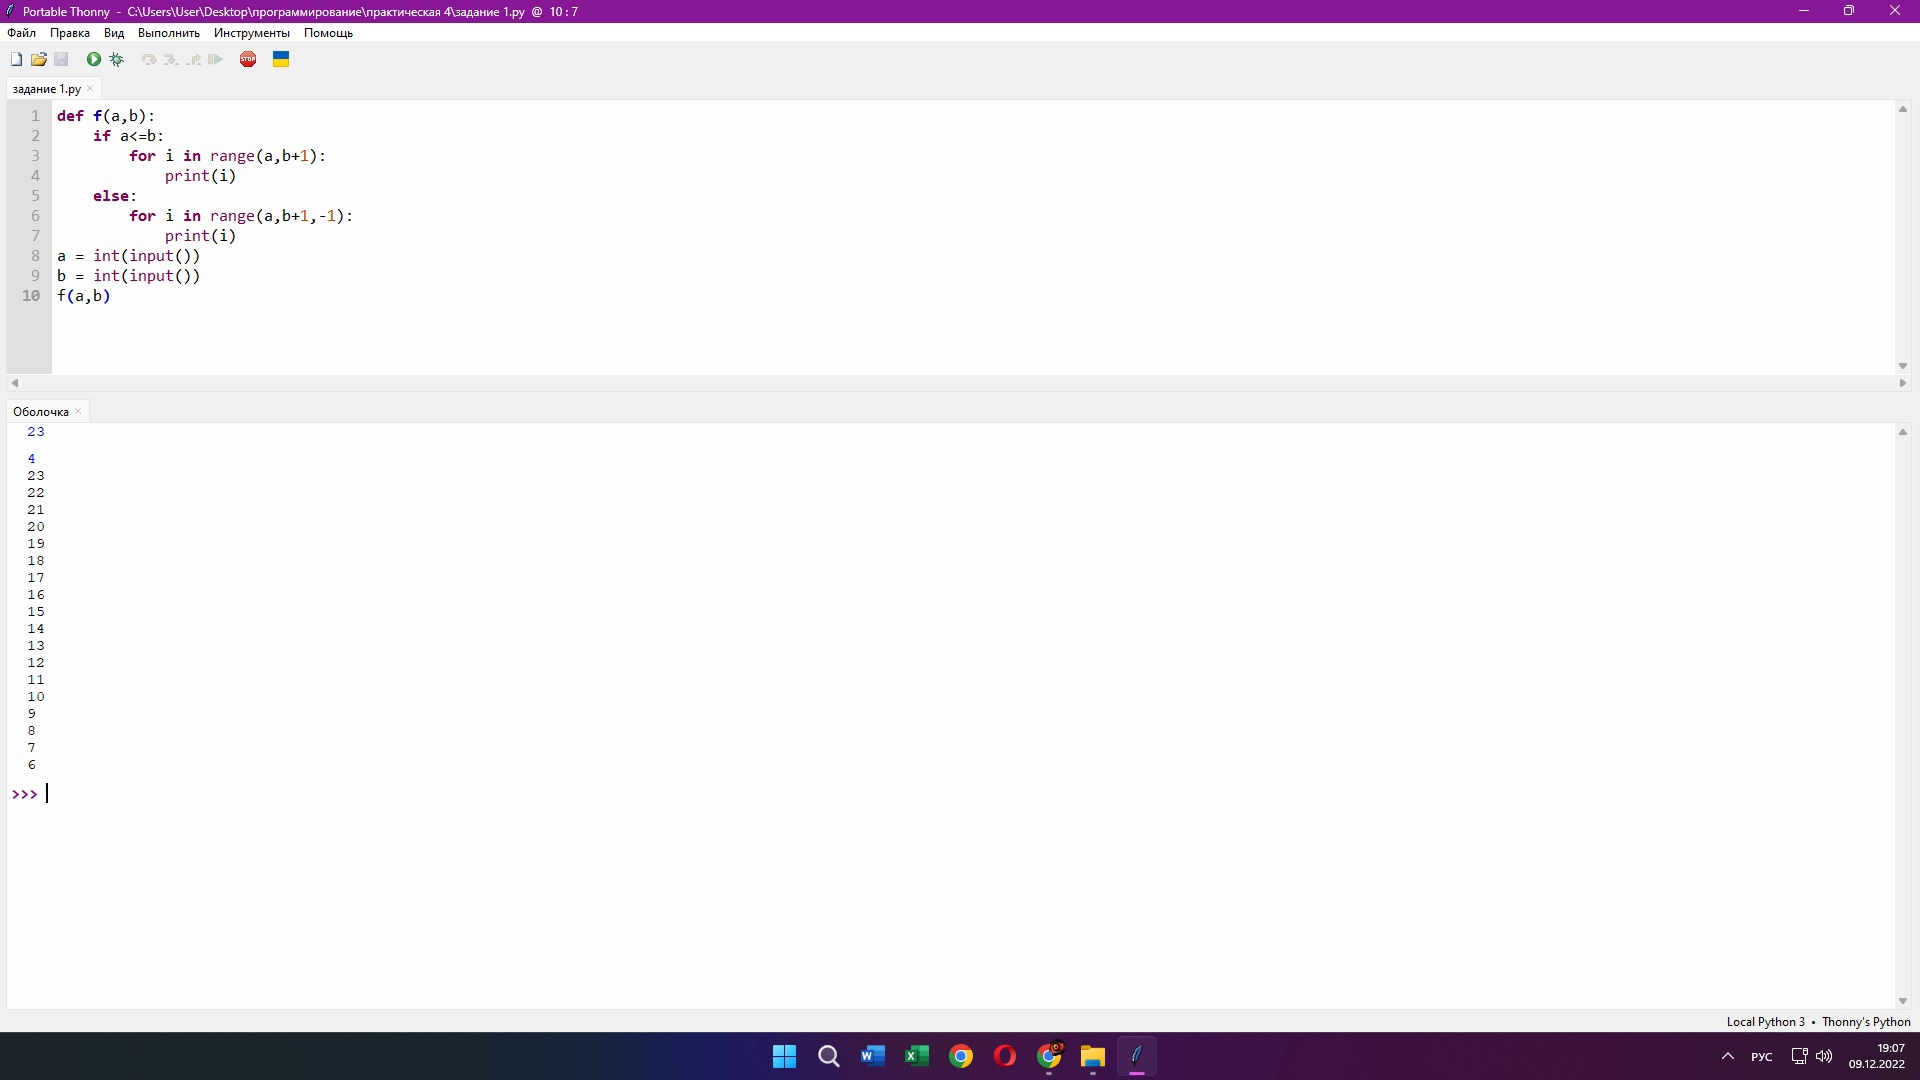 Portable Thonny - C:\Users\User\Desktop\программирование\практическая 4\задание 1.py @ 10 : 7
Файл Правка Вид Выполнить Инструменты Помощь
STOP
задание 1.py ×
1 def f(a,b):
2     if a<=b:
3         for i in range(a,b+1):
4             print(i)
5     else:
6         for i in range(a,b+1,-1):
7             print(i)
8 a = int(input())
9 b = int(input())
10 f(a,b)
Оболочка ×
23
4
23
22
21
20
19
18
17
16
15
14
13
12
11
10
9
8
7
6
>>>
Local Python 3 • Thonny's Python
РУС
19:07
09.12.2022